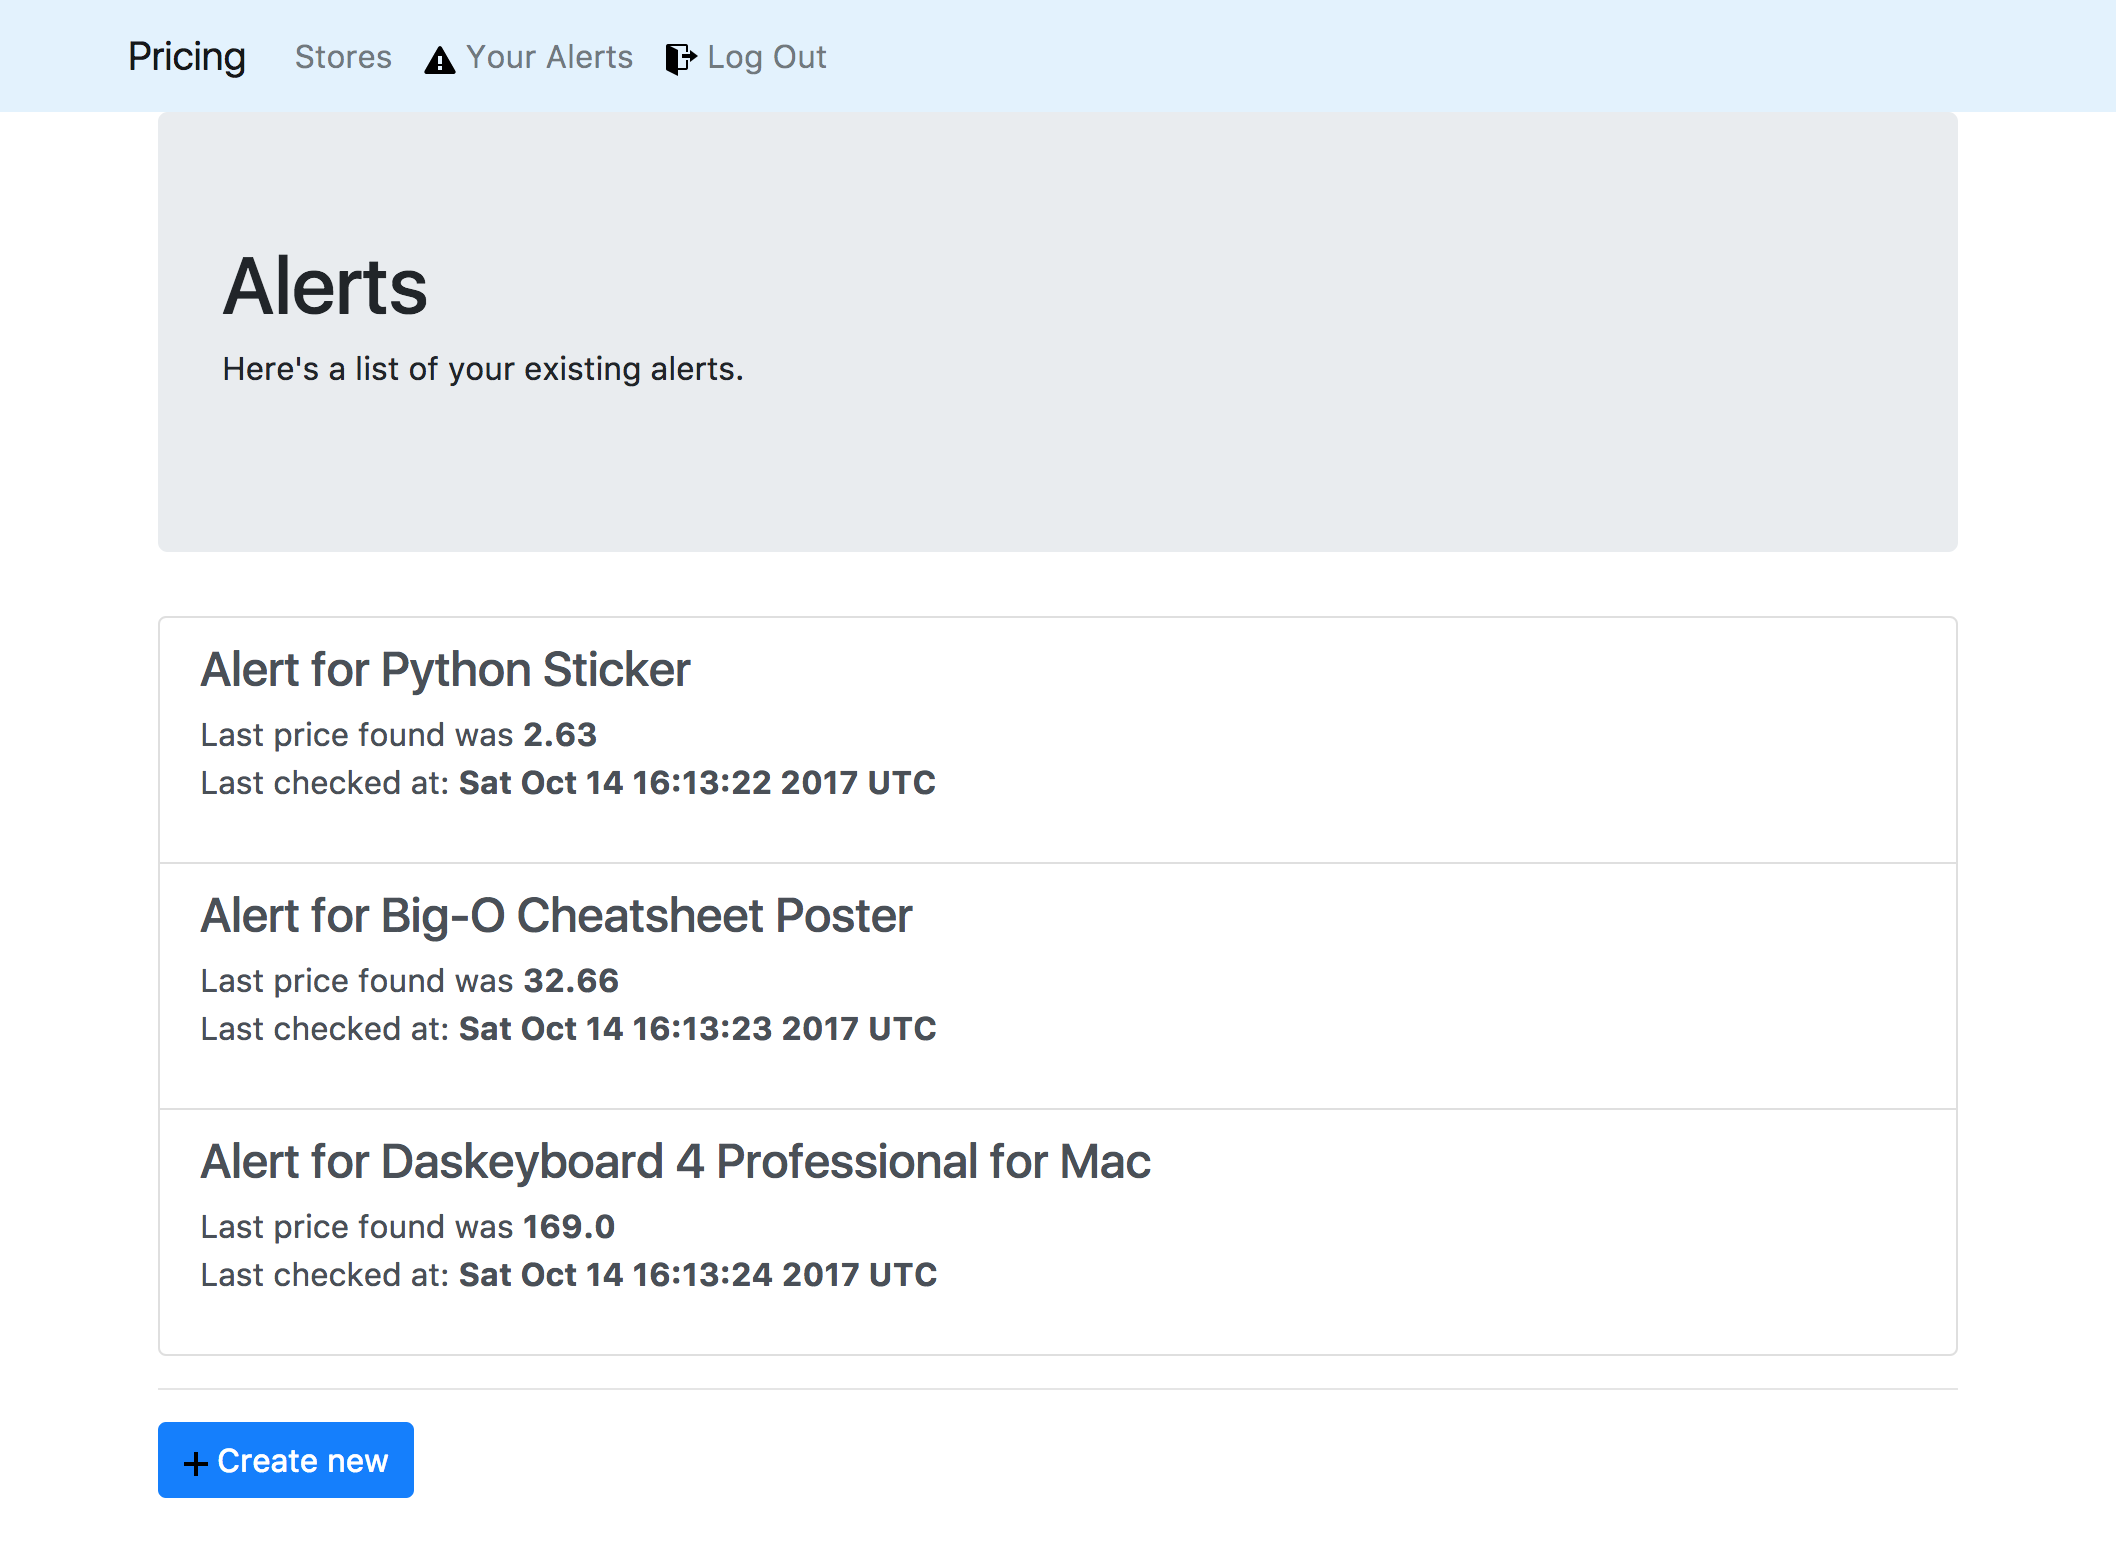 Pricing Stores Your Alerts Log Out
Alerts
Here's a list of your existing alerts.
Alert for Python Sticker
Last price found was 2.63
Last checked at: Sat Oct 14 16:13:22 2017 UTC
Alert for Big-O Cheatsheet Poster
Last price found was 32.66
Last checked at: Sat Oct 14 16:13:23 2017 UTC
Alert for Daskeyboard 4 Professional for Mac
Last price found was 169.0
Last checked at: Sat Oct 14 16:13:24 2017 UTC
+ Create new